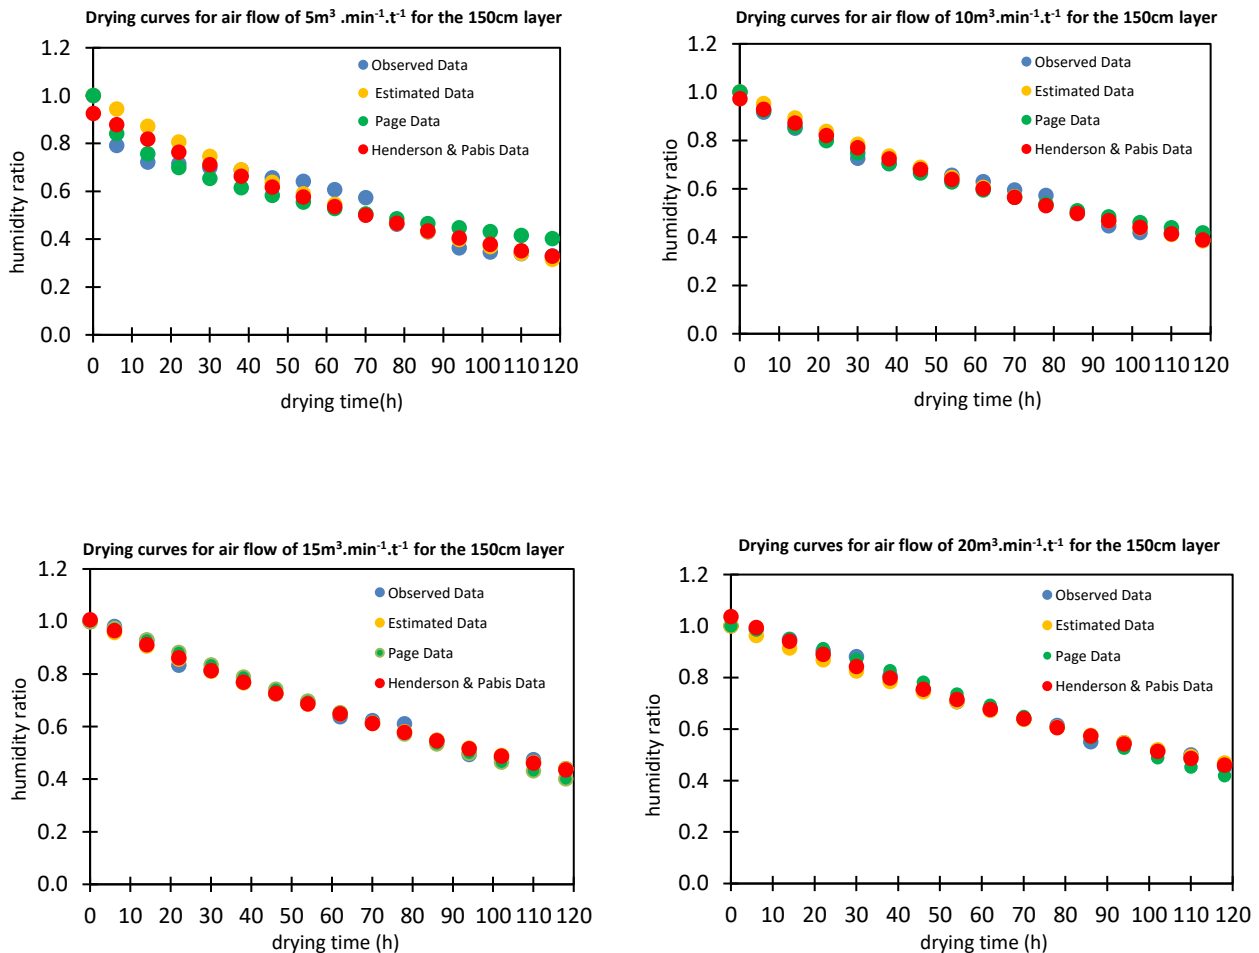 Drying curves for air flow of 5m³ .min⁻¹.t⁻¹ for the 150cm layer
1.2
1.0
0.8
0.6
0.4
0.2
0.0
humidity ratio
Observed Data
Estimated Data
Page Data
Henderson & Pabis Data
0 10 20 30 40 50 60 70 80 90 100 110 120
drying time(h)
Drying curves for air flow of 10m³.min⁻¹.t⁻¹ for the 150cm layer
1.2
1.0
0.8
0.6
0.4
0.2
0.0
humidity ratio
Observed Data
Estimated Data
Page Data
Henderson & Pabis Data
0 10 20 30 40 50 60 70 80 90 100 110 120
drying time (h)
Drying curves for air flow of 15m³.min⁻¹.t⁻¹ for the 150cm layer
1.2
1.0
0.8
0.6
0.4
0.2
0.0
humidity ratio
Observed Data
Estimated Data
Page Data
Henderson & Pabis Data
0 10 20 30 40 50 60 70 80 90 100 110 120
drying time (h)
Drying curves for air flow of 20m³.min⁻¹.t⁻¹ for the 150cm layer
1.2
1.0
0.8
0.6
0.4
0.2
0.0
humidity ratio
Observed Data
Estimated Data
Page Data
Henderson & Pabis Data
0 10 20 30 40 50 60 70 80 90 100 110 120
drying time (h)